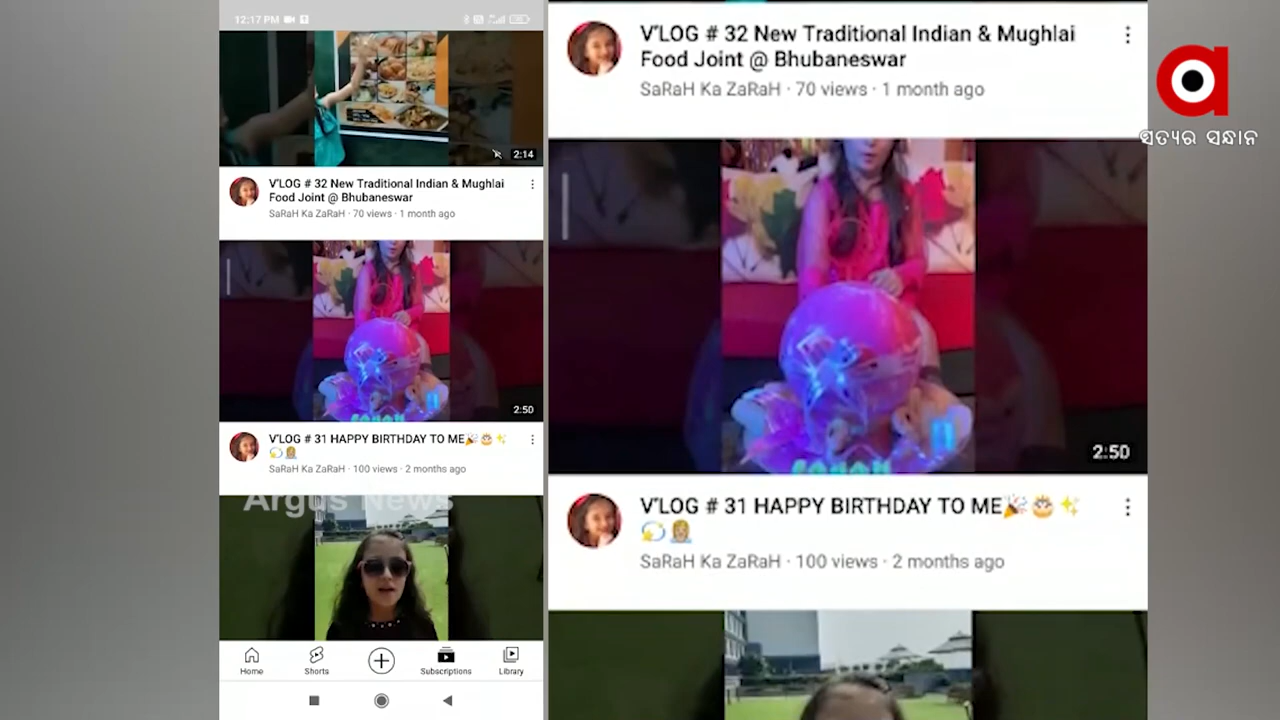 12:17 PM
2:14
V'LOG # 32 New Traditional Indian & Mughlai
Food Joint @ Bhubaneswar
SaRaH Ka ZaRaH · 70 views · 1 month ago
2:50
V'LOG # 31 HAPPY BIRTHDAY TO ME🎉🎂✨
💫💆🏼‍♀️
SaRaH Ka ZaRaH · 100 views · 2 months ago
Argus News
Home
Shorts
Subscriptions
Library
V'LOG # 32 New Traditional Indian & Mughlai
Food Joint @ Bhubaneswar
SaRaH Ka ZaRaH · 70 views · 1 month ago
2:50
V'LOG # 31 HAPPY BIRTHDAY TO ME🎉🎂✨
💫💆🏼‍♀️
SaRaH Ka ZaRaH · 100 views · 2 months ago
a
ସତ୍ୟର ସନ୍ଧାନ